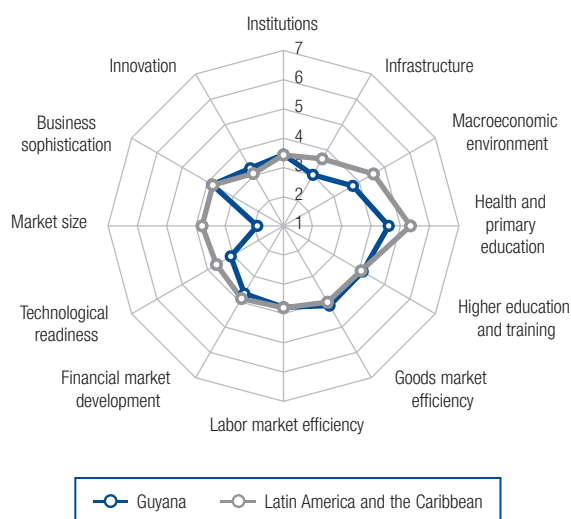 Institutions
7
6
5
4
3
2
1
Infrastructure
Macroeconomic
environment
Health and
primary
education
Higher education
and training
Goods market
efficiency
Labor market efficiency
Financial market
development
Technological
readiness
Market size
Business
sophistication
Innovation
Guyana
Latin America and the Caribbean